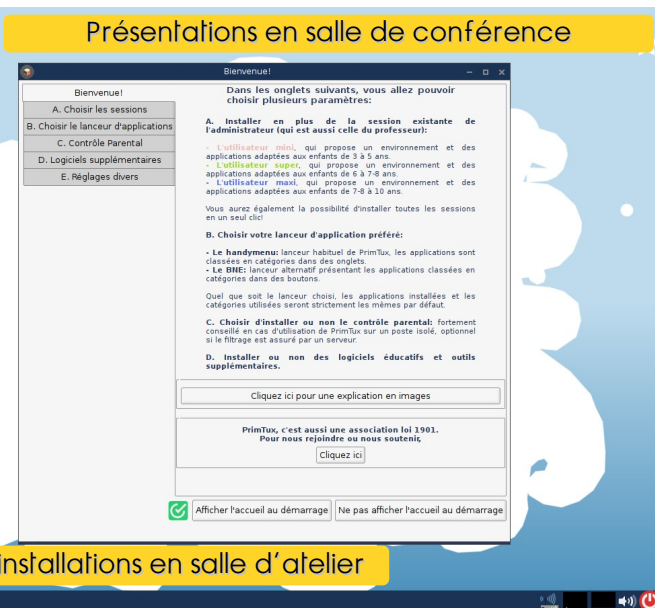 Présentations en salle de conférence
Bienvenue!
Bienvenue!
A. Choisir les sessions
B. Choisir le lanceur d'applications
C. Contrôle Parental
D. Logiciels supplémentaires
E. Réglages divers
Dans les onglets suivants, vous allez pouvoir
choisir plusieurs paramètres:
A. Installer en plus de la session existante de
l'administrateur (qui est aussi celle du professeur):
- L'utilisateur mini, qui propose un environnement et des
applications adaptées aux enfants de 3 à 5 ans.
- L'utilisateur super, qui propose un environnement et des
applications adaptées aux enfants de 6 à 7-8 ans.
- L'utilisateur maxi, qui propose un environnement et des
applications adaptées aux enfants de 7-8 à 10 ans.
Vous aurez également la possibilité d'installer toutes les sessions
en un seul clic!
B. Choisir votre lanceur d'application préféré:
- Le handymenu: lanceur habituel de PrimTux, les applications sont
classées en catégories dans des onglets.
- Le BNE: lanceur alternatif présentant les applications classées en
catégories dans des boutons.
Quel que soit le lanceur choisi, les applications installées et les
catégories utilisées seront strictement les mêmes par défaut.
C. Choisir d'installer ou non le contrôle parental: fortement
conseillé en cas d'utilisation de PrimTux sur un poste isolé, optionnel
si le filtrage est assuré par un serveur.
D. Installer ou non des logiciels éducatifs et outils
supplémentaires.
Cliquez ici pour une explication en images
PrimTux, c'est aussi une association loi 1901.
Pour nous rejoindre ou nous soutenir,
Cliquez ici
Afficher l'accueil au démarrage
Ne pas afficher l'accueil au démarrage
installations en salle d'atelier